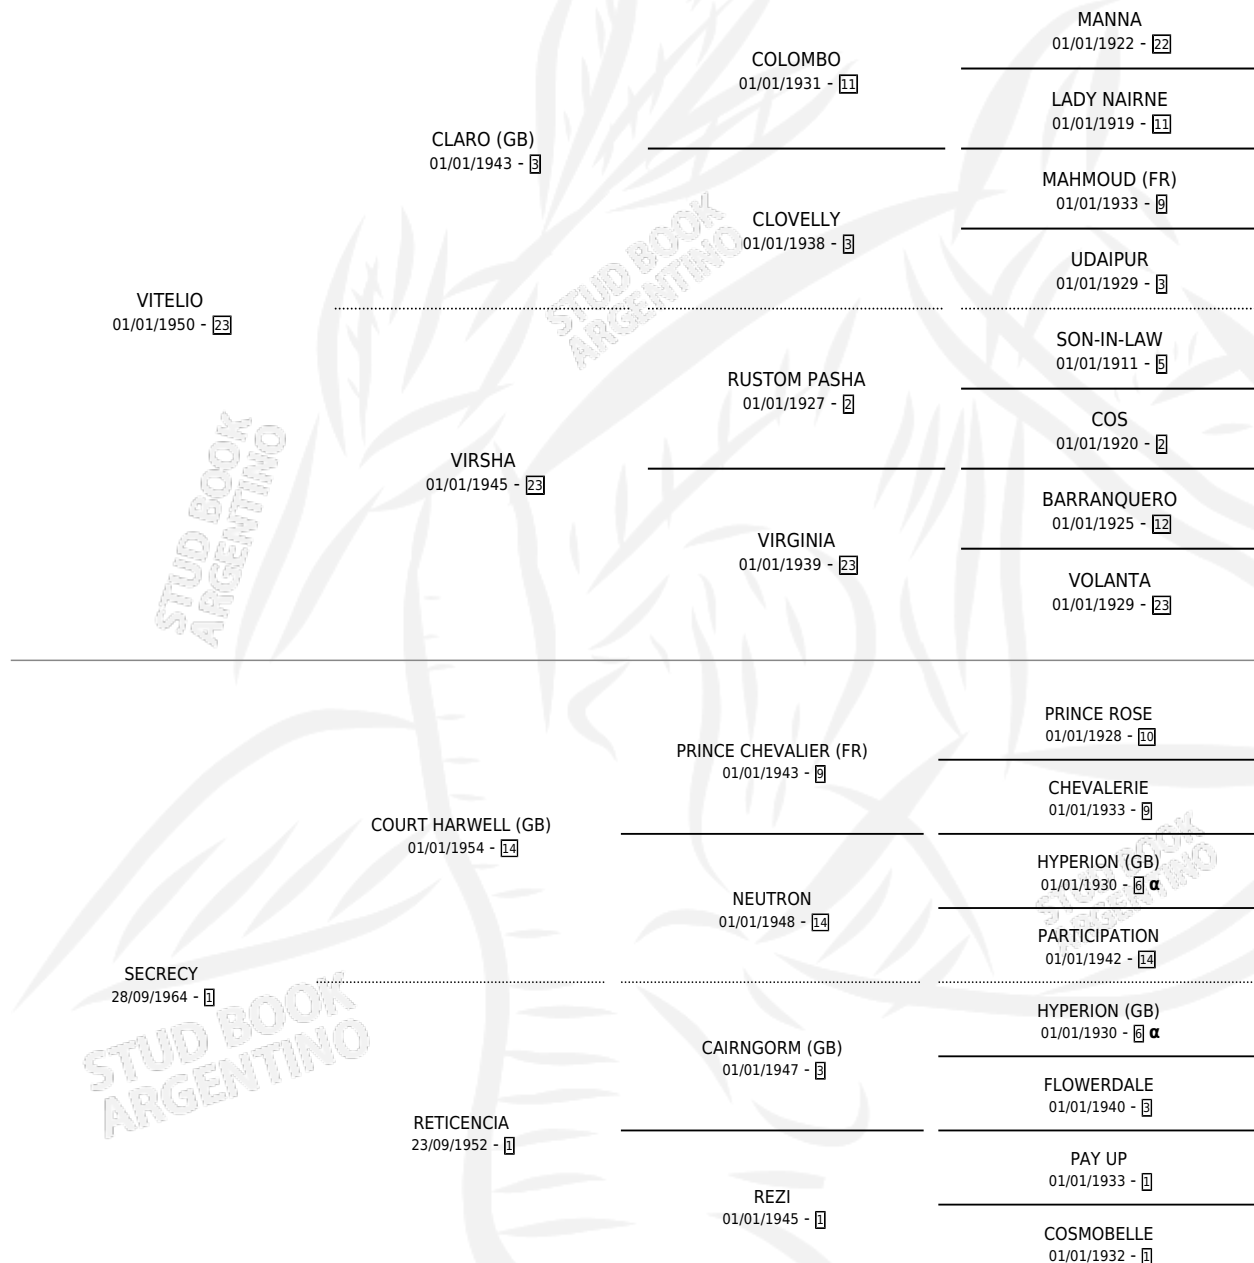 MANNA
01/01/1922 - 22
COLOMBO
01/01/1931 - 11
LADY NAIRNE
01/01/1919 - 11
CLARO (GB)
01/01/1943 - 3
MAHMOUD (FR)
01/01/1933 - 9
CLOVELLY
01/01/1938 - 3
UDAIPUR
01/01/1929 - 3
VITELIO
01/01/1950 - 23
SON-IN-LAW
01/01/1911 - 5
RUSTOM PASHA
01/01/1927 - 2
COS
01/01/1920 - 2
VIRSHA
01/01/1945 - 23
BARRANQUERO
01/01/1925 - 12
VIRGINIA
01/01/1939 - 23
VOLANTA
01/01/1929 - 23
STUD BOOK
ARGENTINO
STUD BOOK
ARGENTINO
PRINCE ROSE
01/01/1928 - 10
PRINCE CHEVALIER (FR)
01/01/1943 - 9
CHEVALERIE
01/01/1933 - 9
COURT HARWELL (GB)
01/01/1954 - 14
HYPERION (GB)
01/01/1930 - 6 α
NEUTRON
01/01/1948 - 14
PARTICIPATION
01/01/1942 - 14
SECRECY
28/09/1964 - 1
HYPERION (GB)
01/01/1930 - 6 α
CAIRNGORM (GB)
01/01/1947 - 3
FLOWERDALE
01/01/1940 - 3
RETICENCIA
23/09/1952 - 1
PAY UP
01/01/1933 - 1
REZI
01/01/1945 - 1
COSMOBELLE
01/01/1932 - 1
STUD BOOK
ARGENTINO
STUD BOOK
ARGENTINO